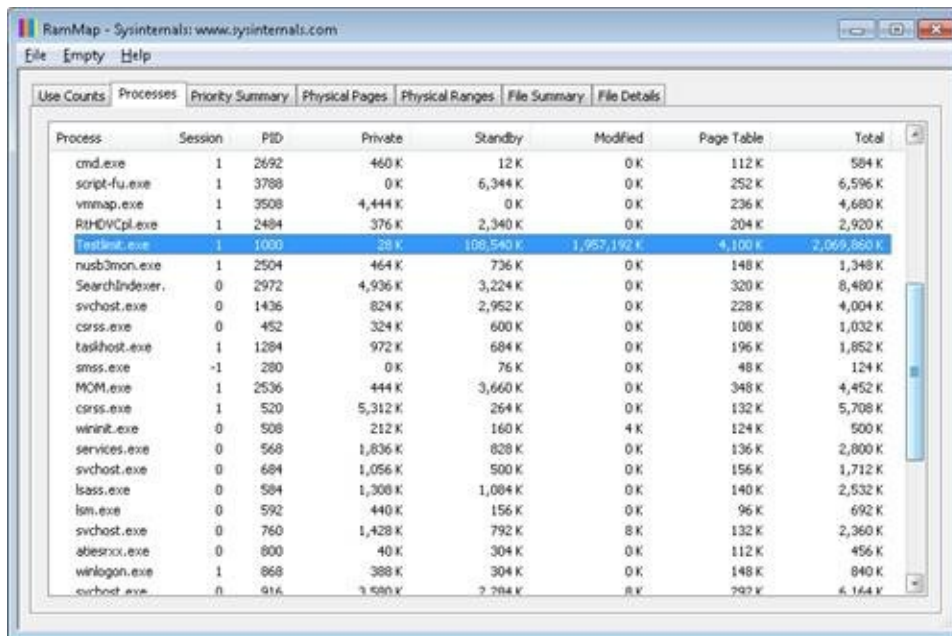 RamMap - Sysinternals: www.sysinternals.com
File Empty Help
Use Counts Processes Priority Summary Physical Pages Physical Ranges File Summary File Details
Process Session PID Private Standby Modified Page Table Total
cmd.exe 1 2692 460 K 12 K 0 K 112 K 584 K
script-fu.exe 1 3788 0 K 6,344 K 0 K 252 K 6,596 K
vmmap.exe 1 3508 4,444 K 0 K 0 K 236 K 4,680 K
RtHDVCpl.exe 1 2484 376 K 2,340 K 0 K 204 K 2,920 K
Testlimit.exe 1 1000 28 K 108,540 K 1,957,192 K 4,100 K 2,069,860 K
nusb3mon.exe 1 2504 464 K 736 K 0 K 148 K 1,348 K
SearchIndexer. 0 2972 4,936 K 3,224 K 0 K 320 K 8,480 K
svchost.exe 0 1436 824 K 2,952 K 0 K 228 K 4,004 K
csrss.exe 0 452 324 K 600 K 0 K 108 K 1,032 K
taskhost.exe 1 1284 972 K 684 K 0 K 196 K 1,852 K
smss.exe -1 280 0 K 76 K 0 K 48 K 124 K
MOM.exe 1 2536 444 K 3,660 K 0 K 348 K 4,452 K
csrss.exe 1 520 5,312 K 264 K 0 K 132 K 5,708 K
wininit.exe 0 508 212 K 160 K 4 K 124 K 500 K
services.exe 0 568 1,836 K 828 K 0 K 136 K 2,800 K
svchost.exe 0 684 1,056 K 500 K 0 K 156 K 1,712 K
lsass.exe 0 584 1,308 K 1,084 K 0 K 140 K 2,532 K
lsm.exe 0 592 440 K 156 K 0 K 96 K 692 K
svchost.exe 0 760 1,428 K 792 K 8 K 132 K 2,360 K
atiesrxx.exe 0 800 40 K 304 K 0 K 112 K 456 K
winlogon.exe 1 868 388 K 304 K 0 K 148 K 840 K
svchost.exe 0 916 3,580 K 2,284 K 8 K 292 K 6,164 K